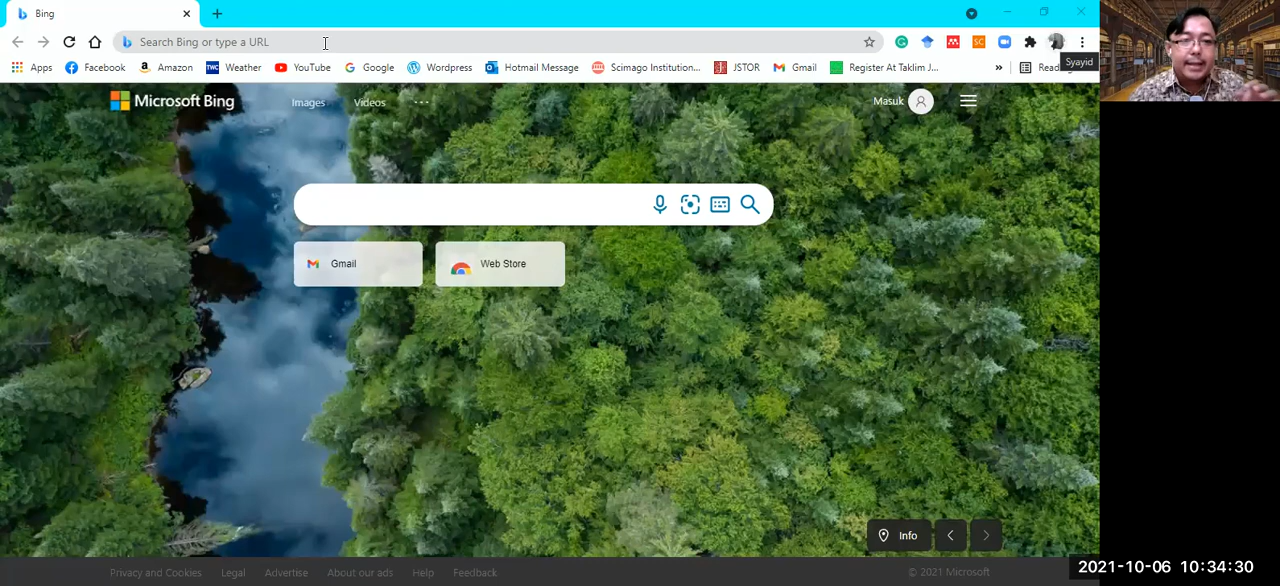 Bing
Search Bing or type a URL
SC
Syayid
Apps Facebook Amazon Weather YouTube Google Wordpress Hotmail Message Scimago Institution... JSTOR Gmail Register At Taklim J... »
Microsoft Bing Images Videos ... Masuk
Gmail Web Store
Info
Privacy and Cookies Legal Advertise About our ads Help Feedback © 2021 Microsoft
2021-10-06 10:34:30